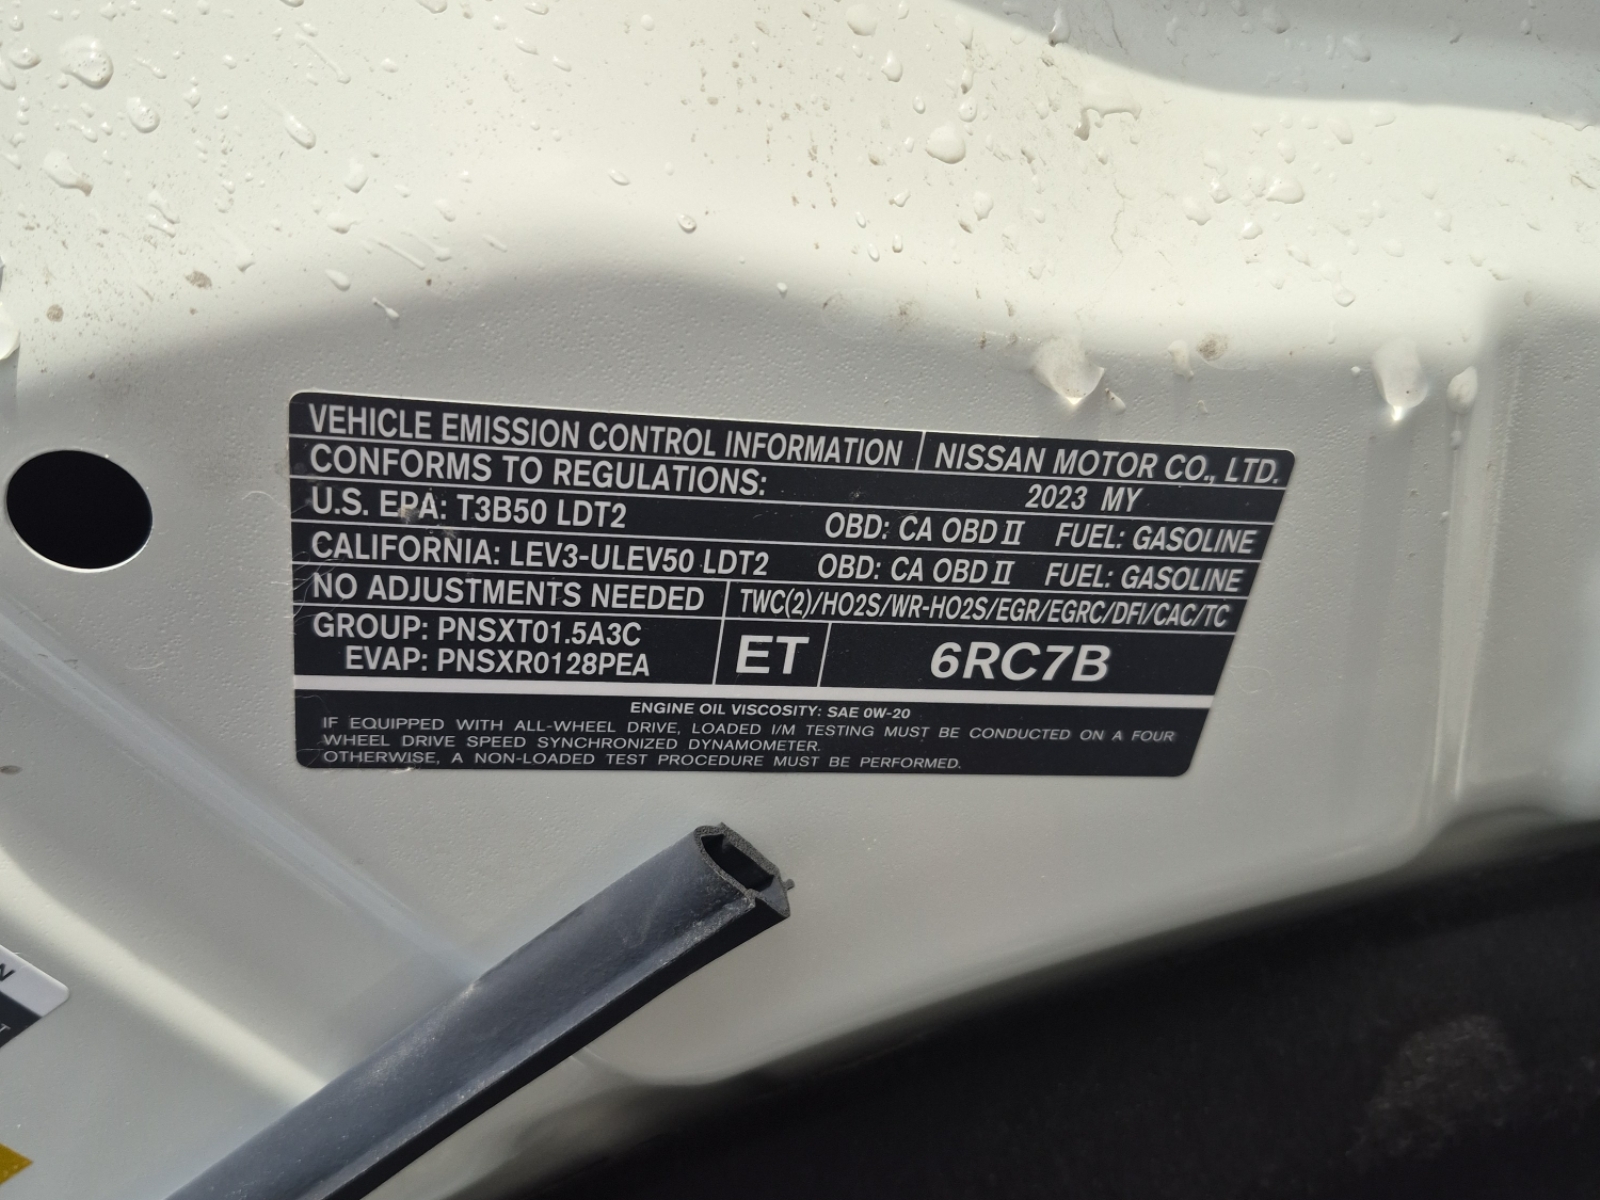 VEHICLE EMISSION CONTROL INFORMATION NISSAN MOTOR CO., LTD.
CONFORMS TO REGULATIONS: 2023 MY
U.S. EPA: T3B50 LDT2 OBD: CA OBD II FUEL: GASOLINE
CALIFORNIA: LEV3-ULEV50 LDT2 OBD: CA OBD II FUEL: GASOLINE
NO ADJUSTMENTS NEEDED TWC(2)/HO2S/WR-HO2S/EGR/EGRC/DFI/CAC/TC
GROUP: PNSXT01.5A3C
EVAP: PNSXR0128PEA
ET 6RC7B
ENGINE OIL VISCOSITY: SAE 0W-20
IF EQUIPPED WITH ALL-WHEEL DRIVE, LOADED I/M TESTING MUST BE CONDUCTED ON A FOUR
WHEEL DRIVE SPEED SYNCHRONIZED DYNAMOMETER.
OTHERWISE, A NON-LOADED TEST PROCEDURE MUST BE PERFORMED.